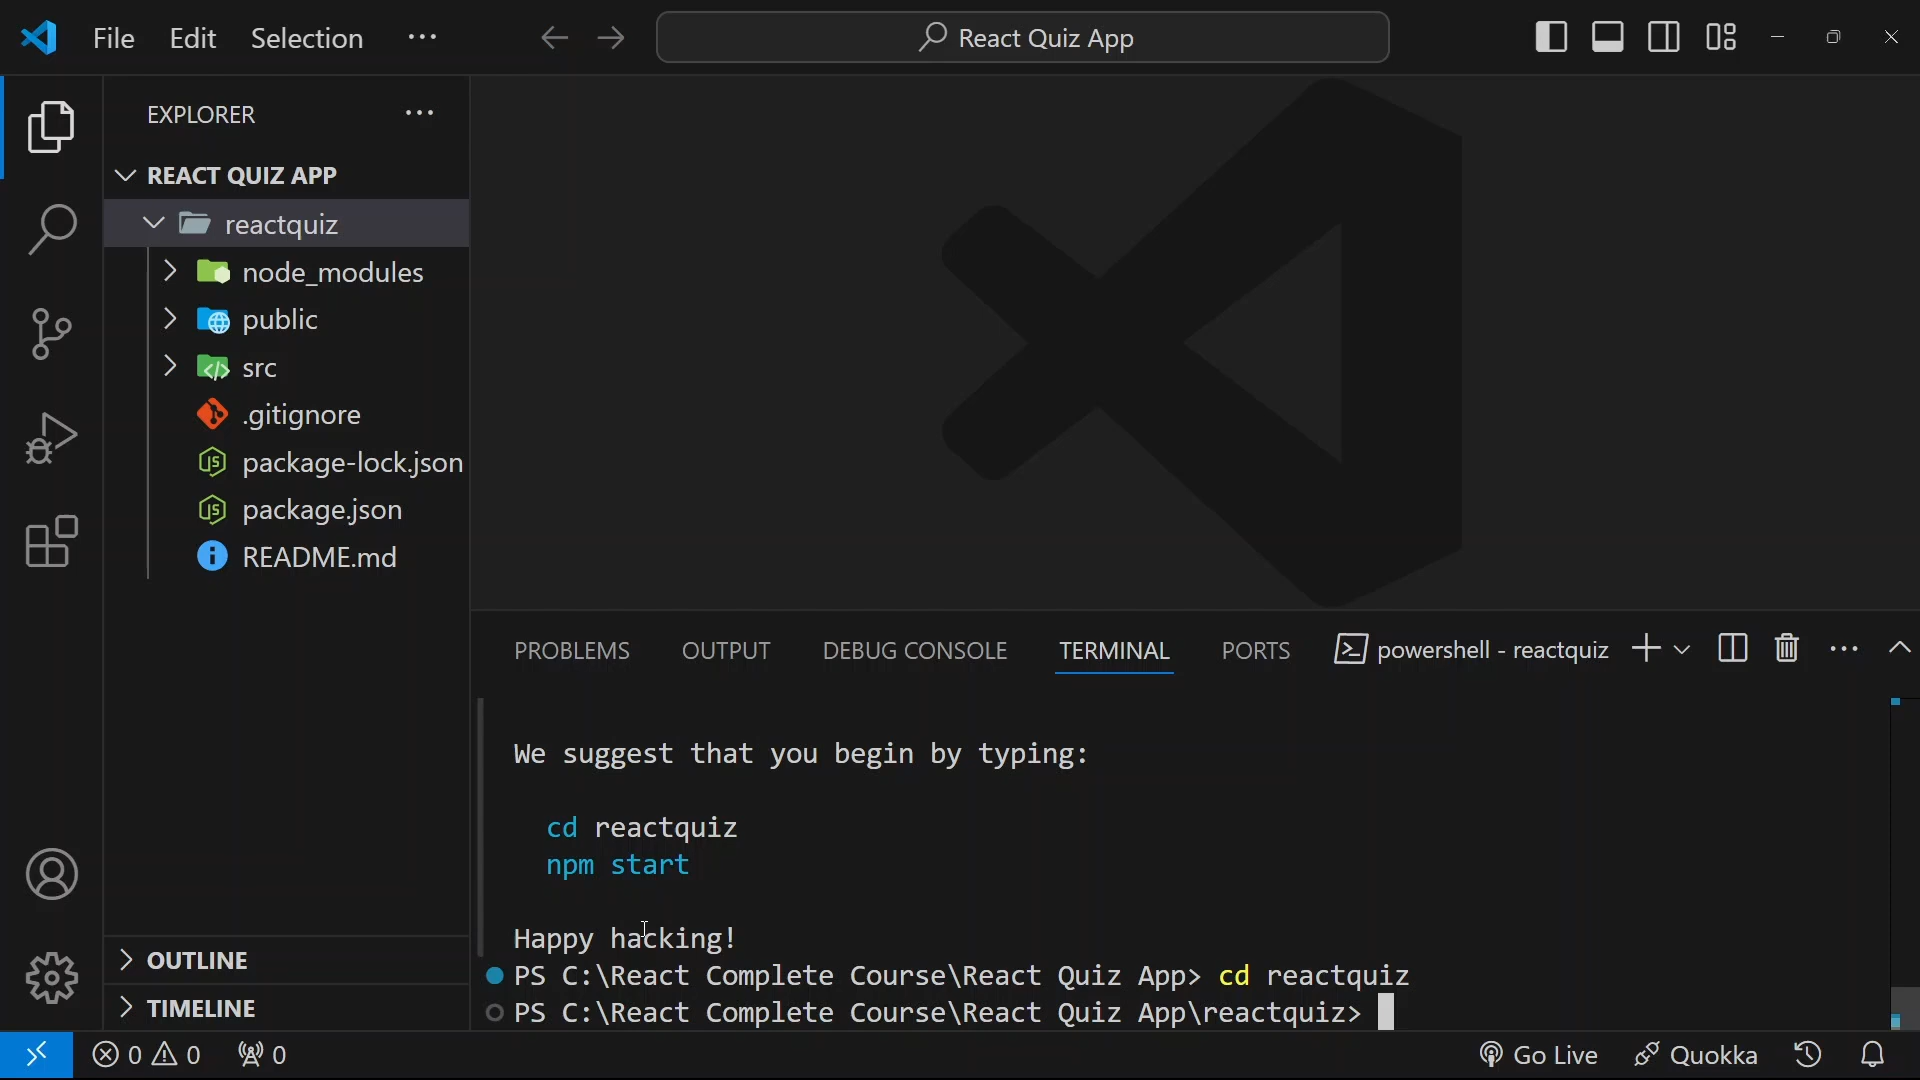 File Edit Selection ··· React Quiz App
EXPLORER ···
REACT QUIZ APP
reactquiz
node_modules
public
src
.gitignore
package-lock.json
package.json
README.md
OUTLINE
TIMELINE
PROBLEMS OUTPUT DEBUG CONSOLE TERMINAL PORTS powershell - reactquiz ···
We suggest that you begin by typing:
cd reactquiz
npm start
Happy hacking!
PS C:\React Complete Course\React Quiz App> cd reactquiz
PS C:\React Complete Course\React Quiz App\reactquiz>
0 0 0 Go Live Quokka